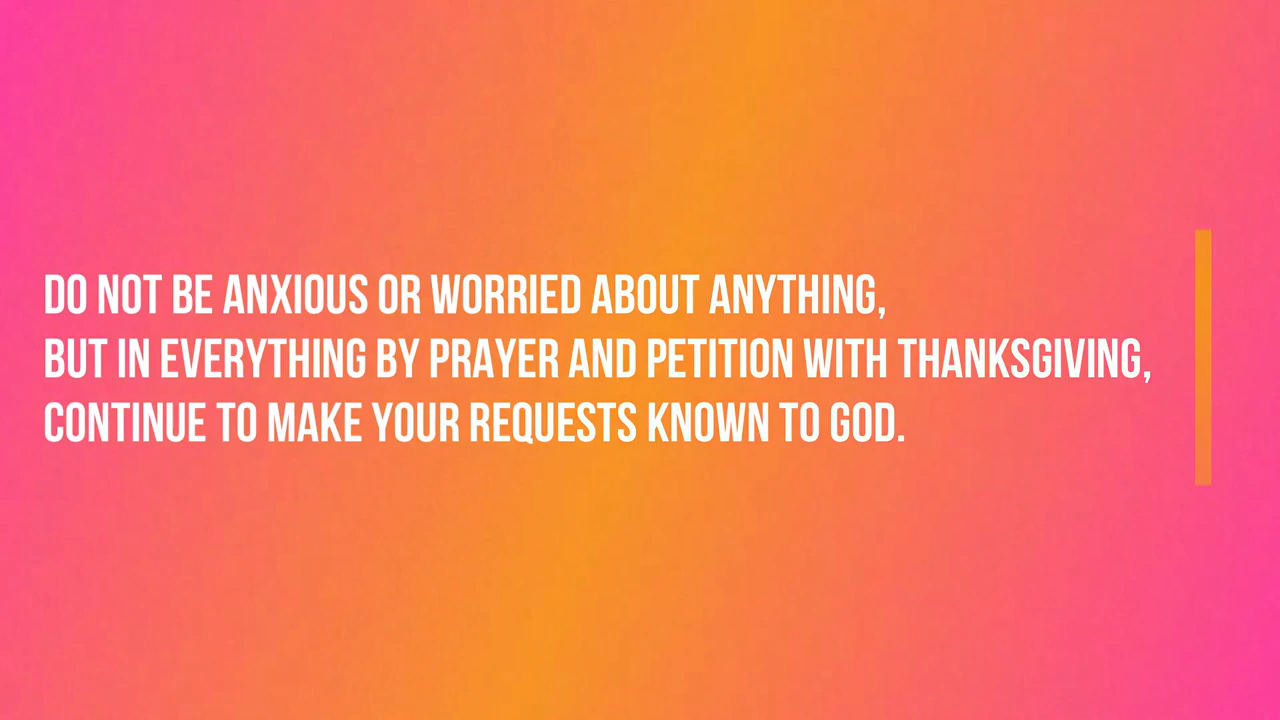 DO NOT BE ANXIOUS OR WORRIED ABOUT ANYTHING,
BUT IN EVERYTHING BY PRAYER AND PETITION WITH THANKSGIVING,
CONTINUE TO MAKE YOUR REQUESTS KNOWN TO GOD.